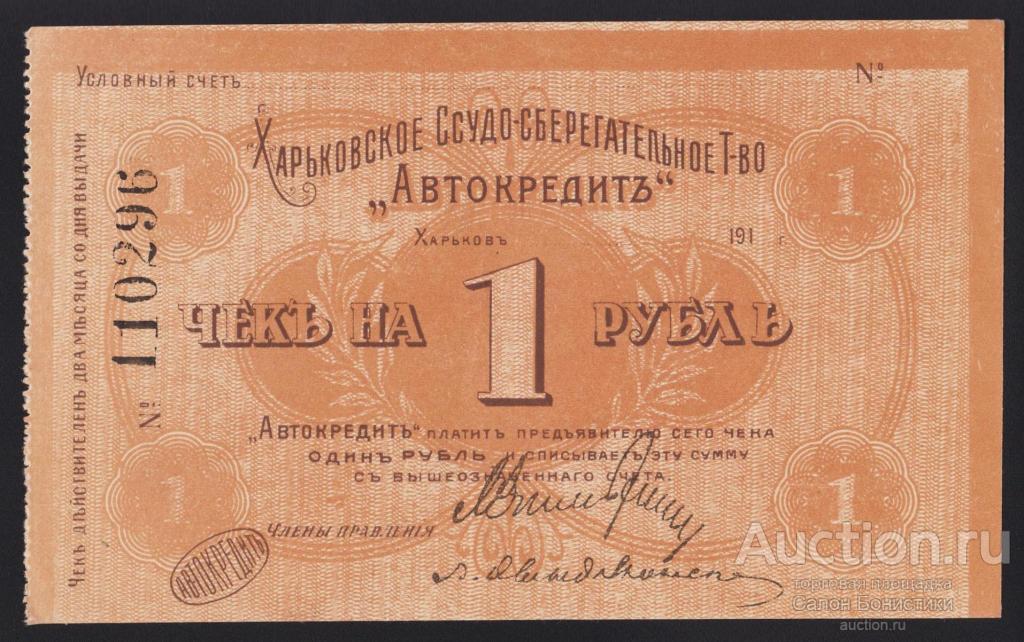 Условный счетъ
№
Харьковское Ссудо-сберегательное Т-во
„Автокредитъ“
Харьковъ 191 г.
Чекъ на 1 рубль
„Автокредитъ“ платитъ предъявителю сего чека
одинъ рубль и списываетъ эту сумму
съ вышеозначеннаго счета.
Члены правленія
АВТОКРЕДИТЪ
Чекъ дѣйствителенъ два мѣсяца со дня выдачи
№ 110296
1
1
1
1
Auction.ru
торговая площадка
Салон Бонистики
auction.ru